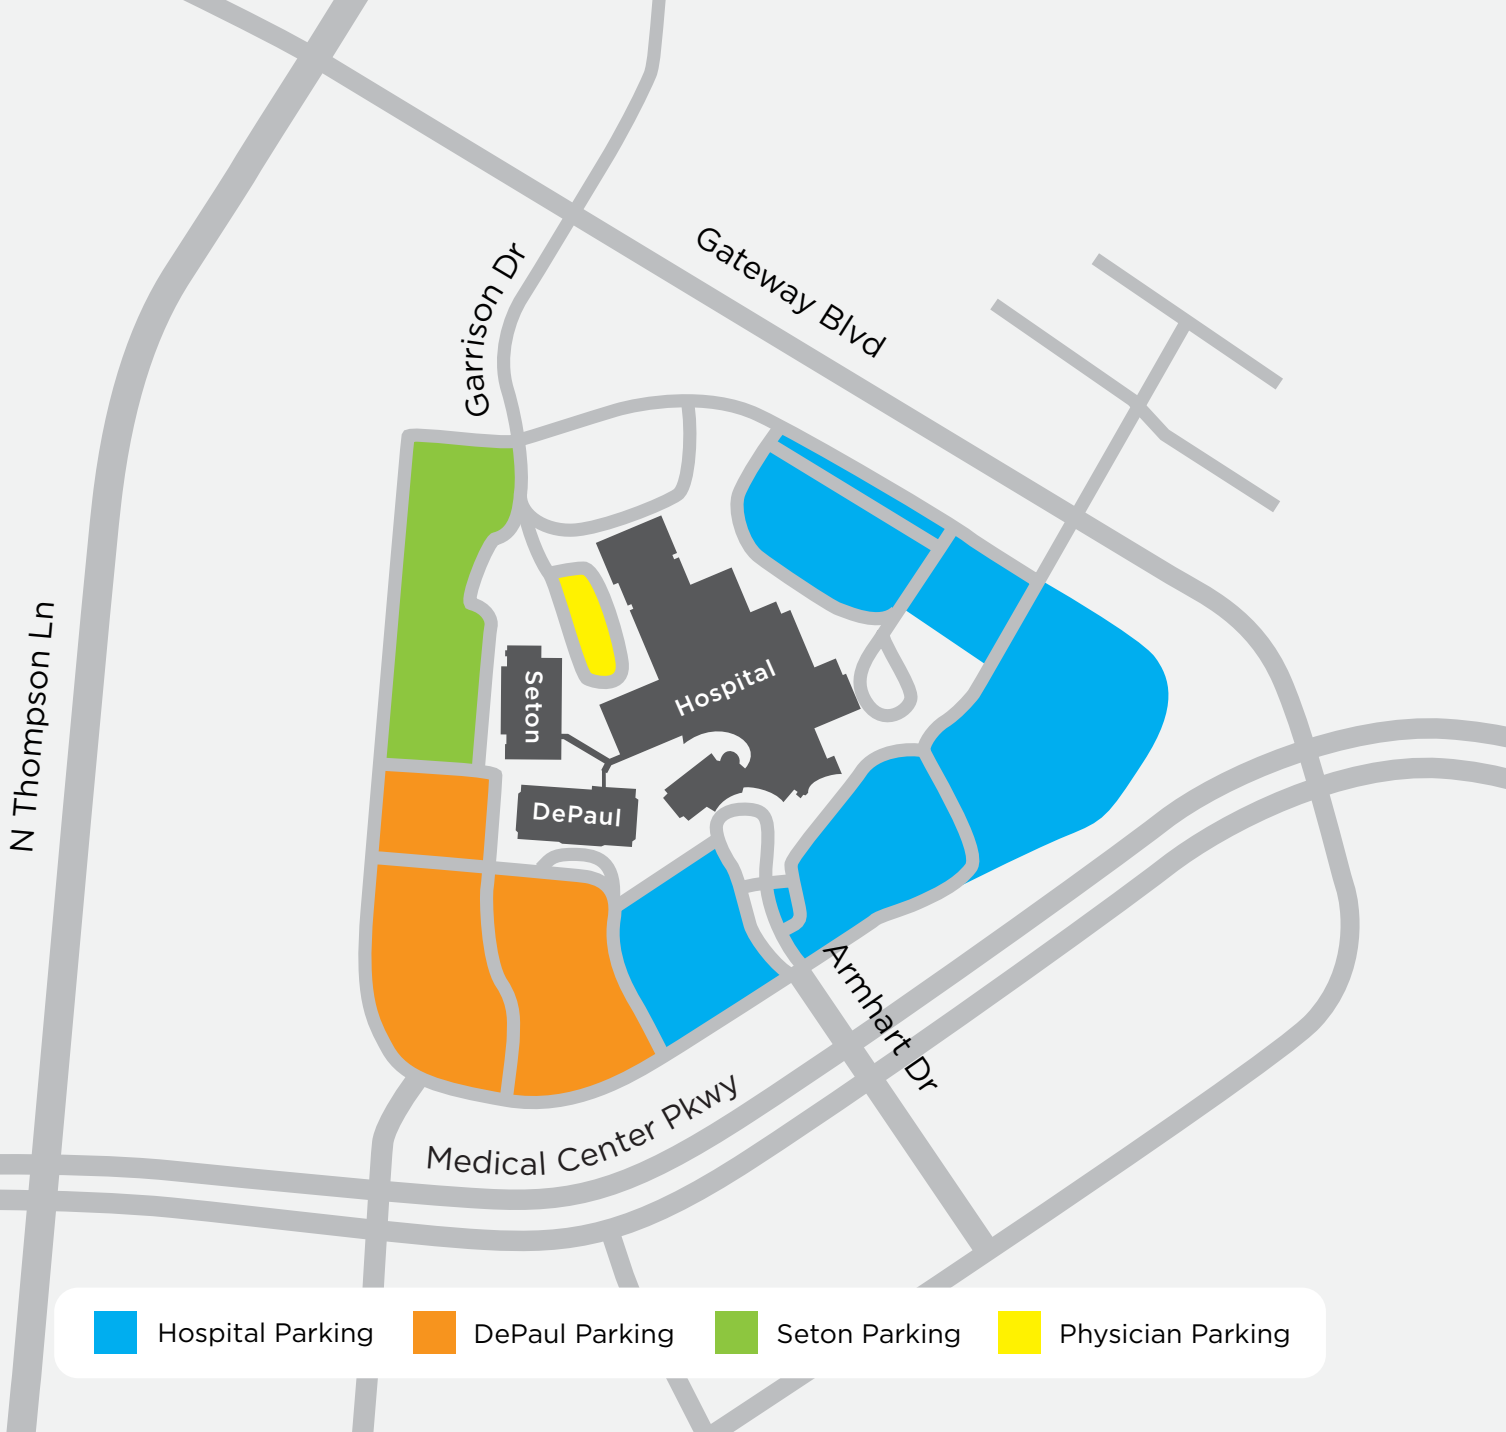 Gateway Blvd
Garrison Dr
N Thompson Ln
Hospital
Seton
DePaul
Armhart Dr
Medical Center Pkwy
Hospital Parking
DePaul Parking
Seton Parking
Physician Parking